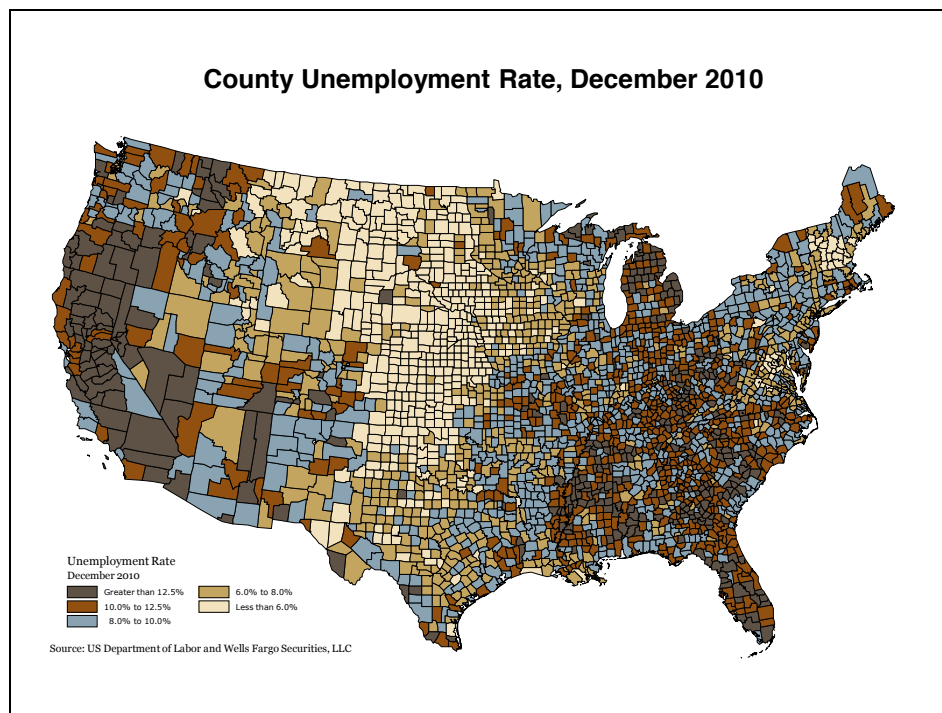 County Unemployment Rate, December 2010
Unemployment Rate
December 2010
Greater than 12.5%
10.0% to 12.5%
8.0% to 10.0%
6.0% to 8.0%
Less than 6.0%
Source: US Department of Labor and Wells Fargo Securities, LLC